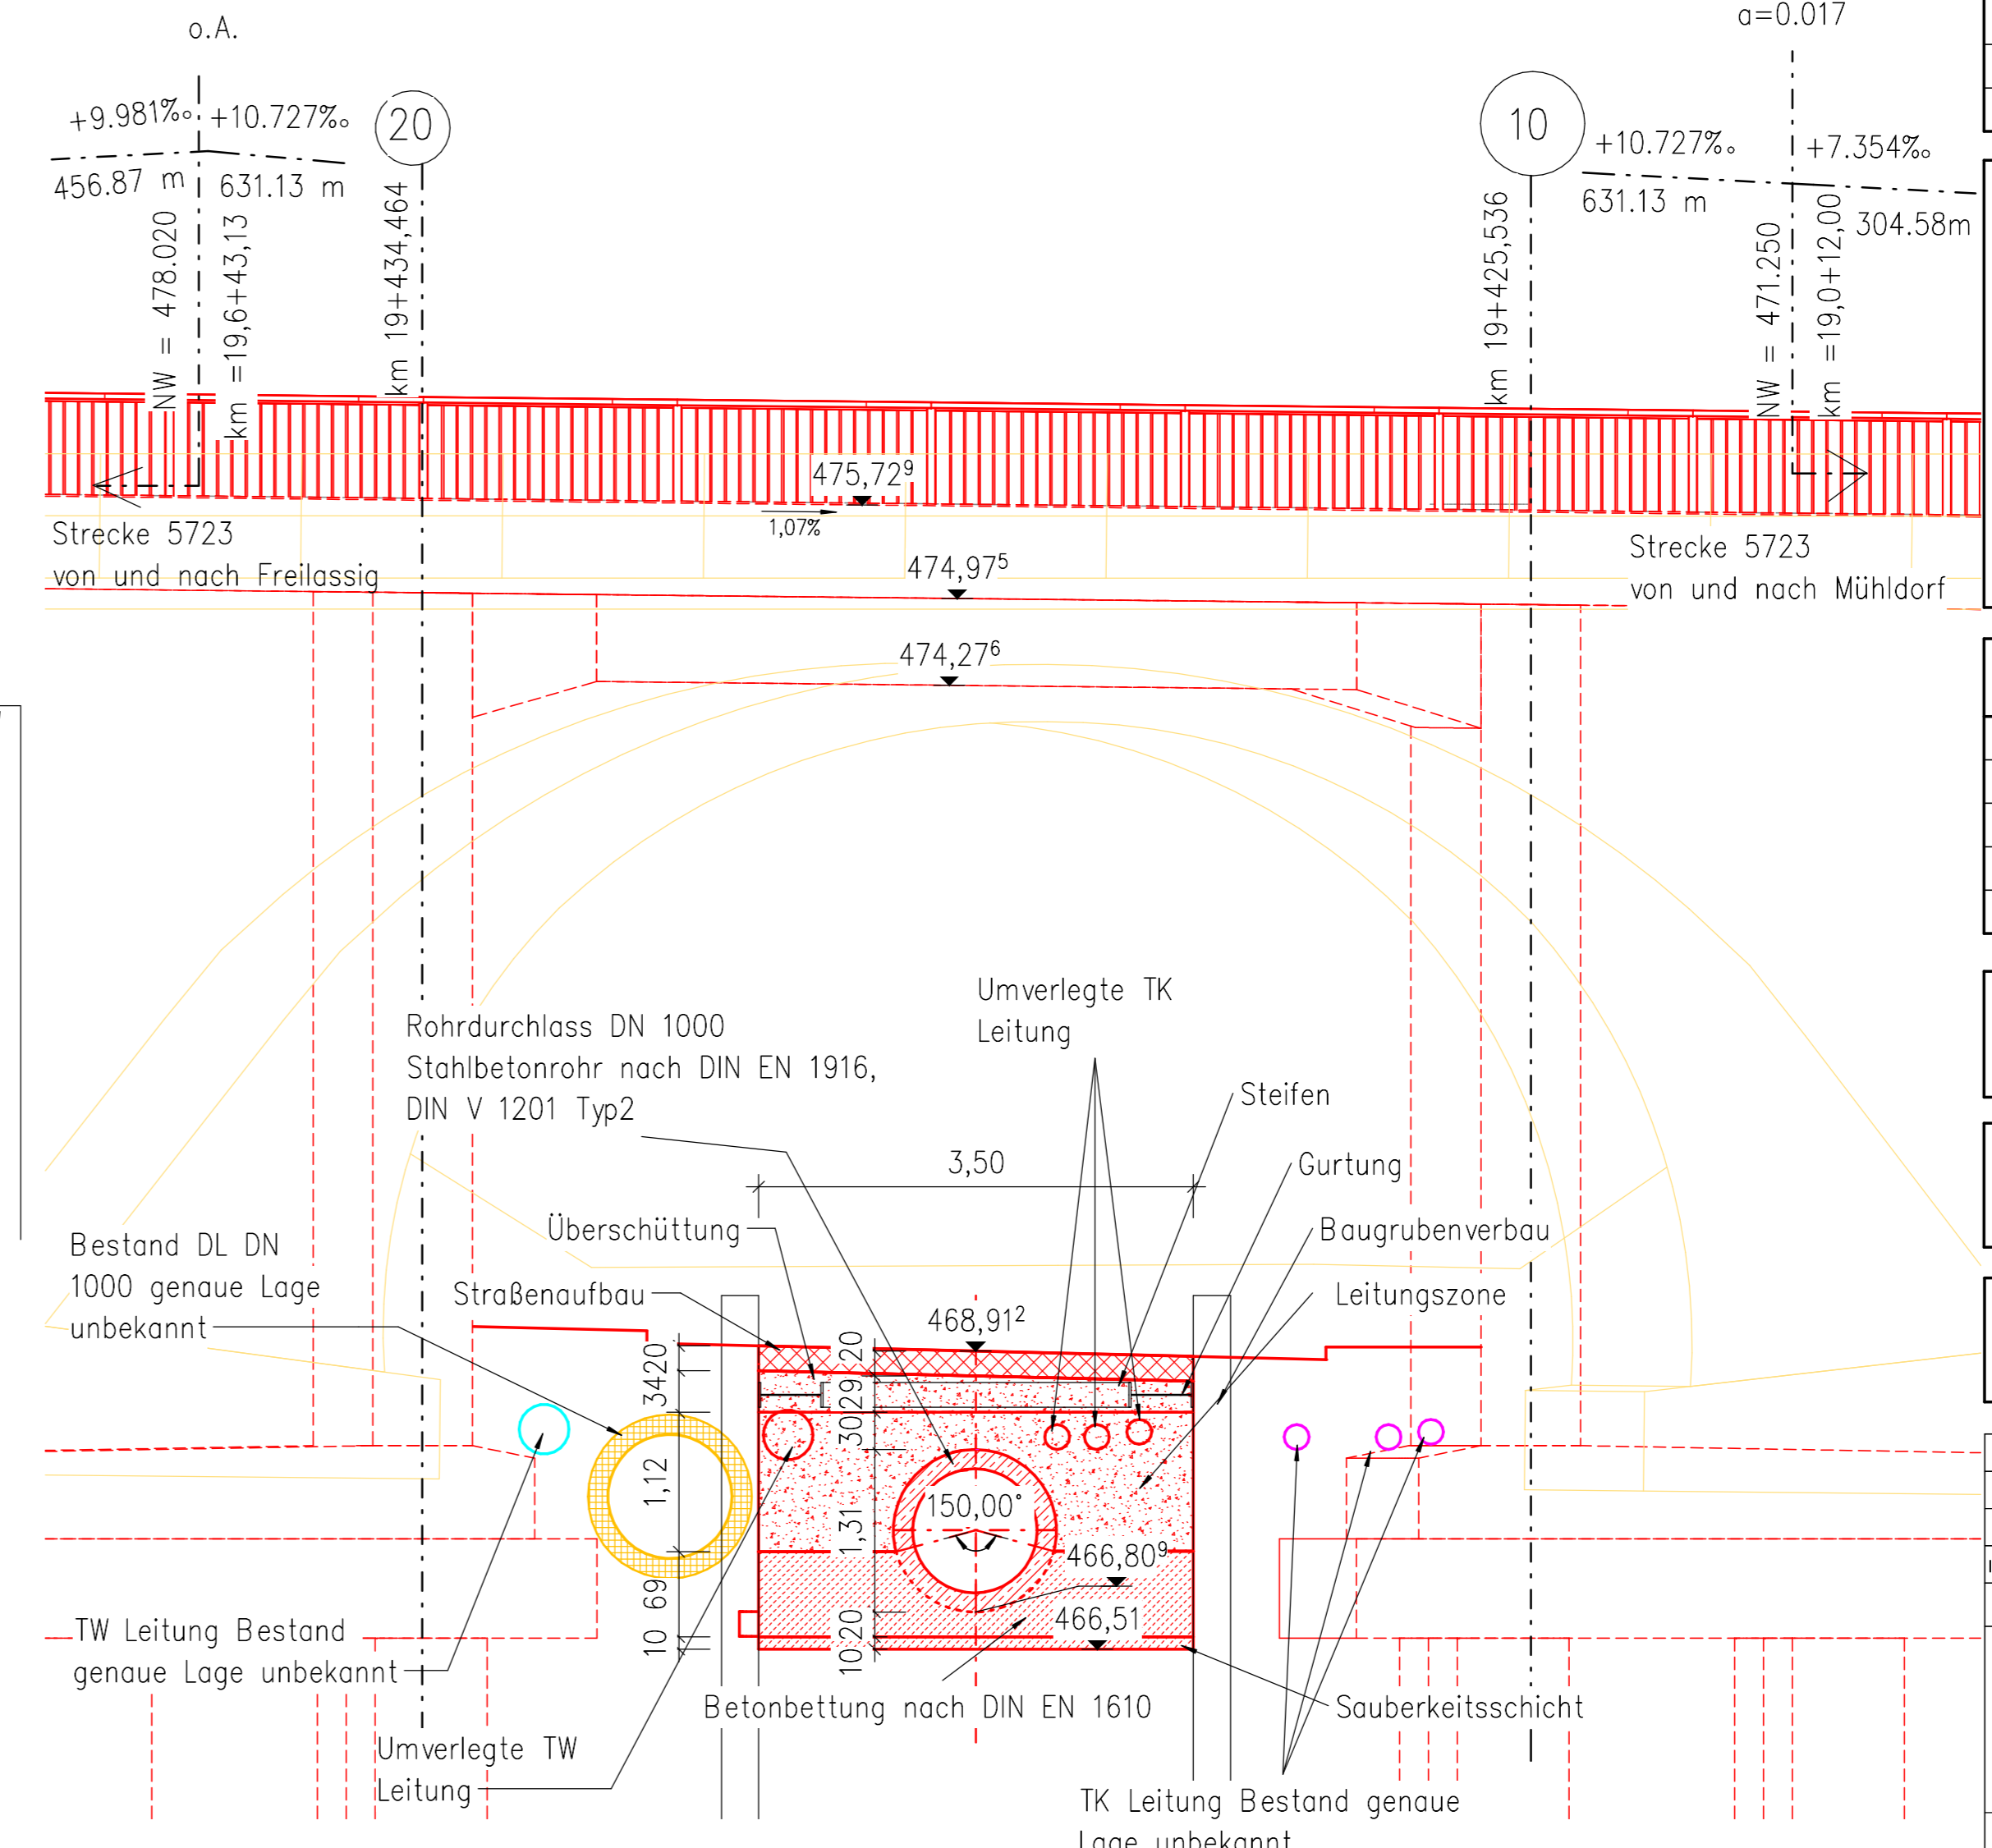 o.A.
a=0.017
+9.981‰
+10.727‰
20
10
+10.727‰
+7.354‰
456.87 m
631.13 m
631.13 m
304.58m
NW = 478.020
km =19,6+43,13
km 19+434,464
km 19+425,536
NW = 471.250
km =19,0+12,00
475,72⁹
1,07%
Strecke 5723
von und nach Freilassig
Strecke 5723
von und nach Mühldorf
474,97⁵
474,27⁶
Umverlegte TK
Leitung
Rohrdurchlass DN 1000
Stahlbetonrohr nach DIN EN 1916,
DIN V 1201 Typ2
Steifen
3,50
Gurtung
Überschüttung
Baugrubenverbau
Bestand DL DN
1000 genaue Lage
unbekannt
Straßenaufbau
Leitungszone
468,91²
20
34
1,12
69
10
20
29
30
1,31
20
10
150,00°
466,80⁹
466,51
TW Leitung Bestand
genaue Lage unbekannt
Betonbettung nach DIN EN 1610
Sauberkeitsschicht
Umverlegte TW
Leitung
TK Leitung Bestand genaue
Lage unbekannt